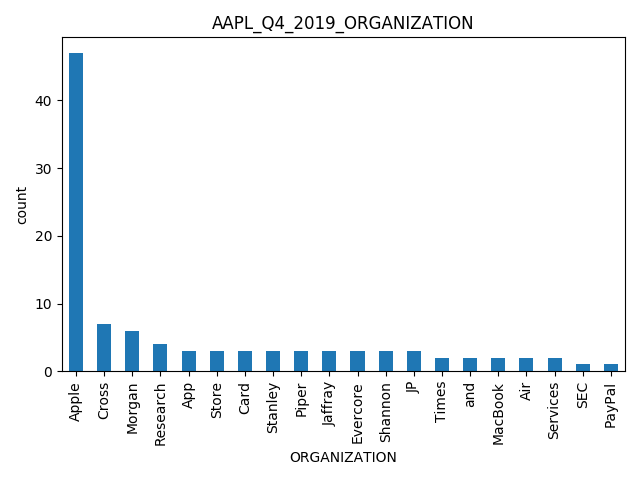 AAPL_Q4_2019_ORGANIZATION
count
40
30
20
10
0
Apple
Cross
Morgan
Research
App
Store
Card
Stanley
Piper
Jaffray
Evercore
Shannon
JP
Times
and
MacBook
Air
Services
SEC
PayPal
ORGANIZATION